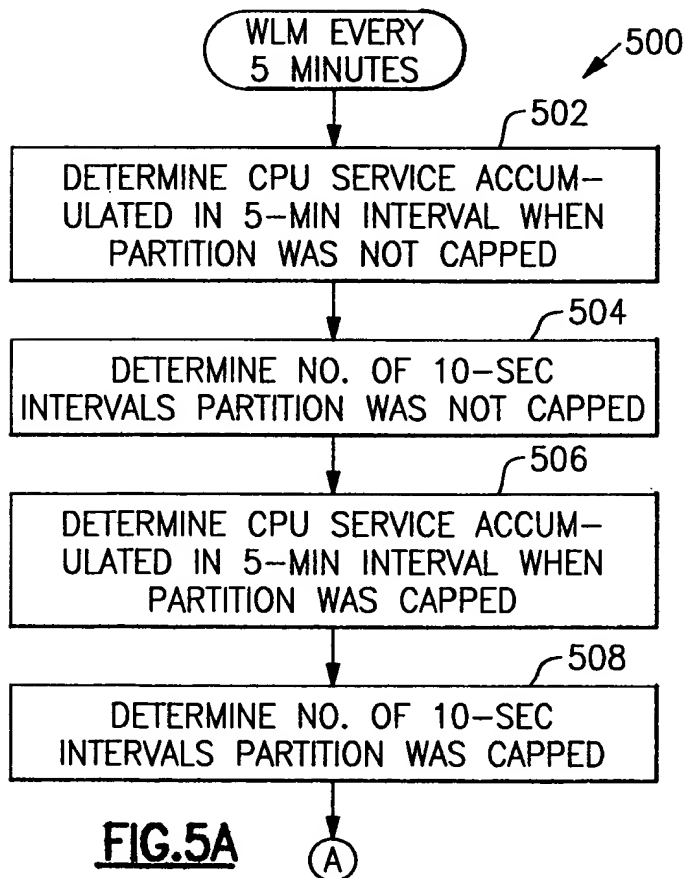 WLM EVERY
5 MINUTES
500
502
DETERMINE CPU SERVICE ACCUM-
ULATED IN 5-MIN INTERVAL WHEN
PARTITION WAS NOT CAPPED
504
DETERMINE NO. OF 10-SEC
INTERVALS PARTITION WAS NOT CAPPED
506
DETERMINE CPU SERVICE ACCUM-
ULATED IN 5-MIN INTERVAL WHEN
PARTITION WAS CAPPED
508
DETERMINE NO. OF 10-SEC
INTERVALS PARTITION WAS CAPPED
FIG.5A
A